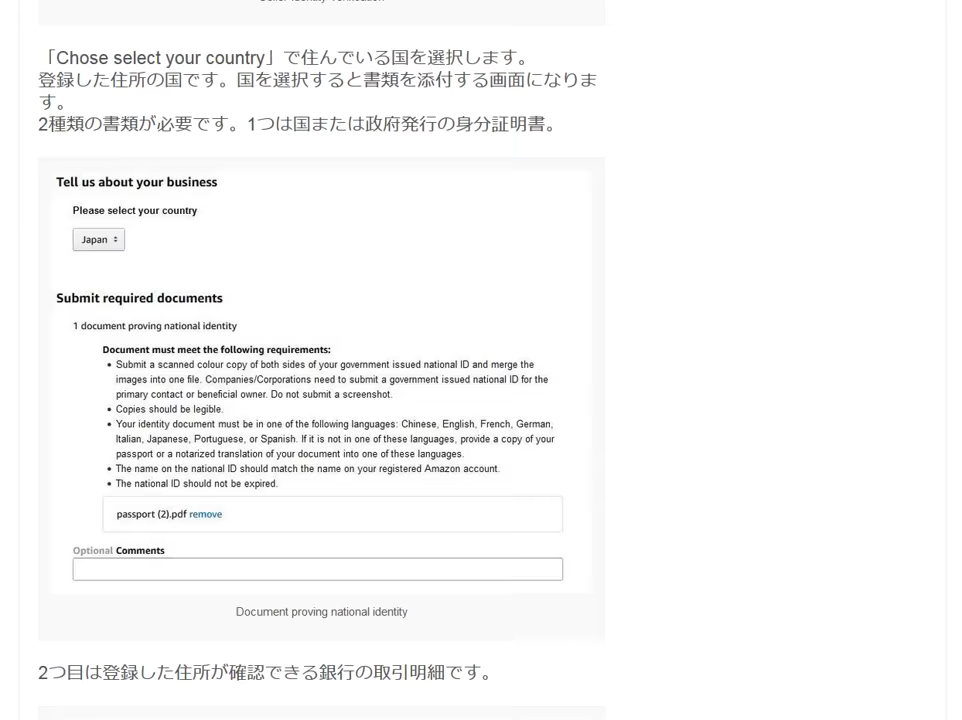 「Chose select your country」で住んでいる国を選択します。
登録した住所の国です。国を選択すると書類を添付する画面になりま
す。
2種類の書類が必要です。1つは国または政府発行の身分証明書。
Tell us about your business
Please select your country
Japan
Submit required documents
1 document proving national identity
Document must meet the following requirements:
• Submit a scanned colour copy of both sides of your government issued national ID and merge the
images into one file. Companies/Corporations need to submit a government issued national ID for the
primary contact or beneficial owner. Do not submit a screenshot.
• Copies should be legible.
• Your identity document must be in one of the following languages: Chinese, English, French, German,
Italian, Japanese, Portuguese, or Spanish. If it is not in one of these languages, provide a copy of your
passport or a notarized translation of your document into one of these languages.
• The name on the national ID should match the name on your registered Amazon account.
• The national ID should not be expired.
passport (2).pdf remove
Optional Comments
Document proving national identity
2つ目は登録した住所が確認できる銀行の取引明細です。